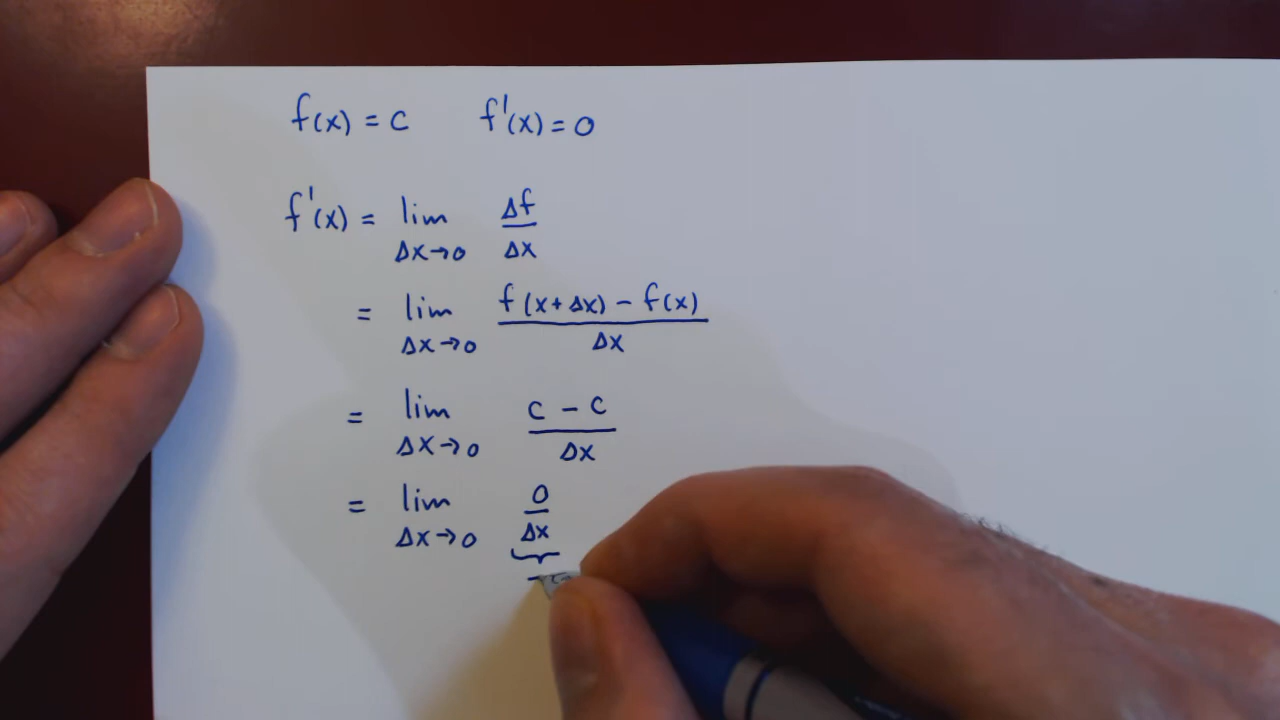 f(x) = c f'(x) = 0
f'(x) = lim Δx→0 Δf/Δx
= lim Δx→0 f(x+Δx) - f(x)/Δx
= lim Δx→0 c - c/Δx
= lim Δx→0 0/Δx